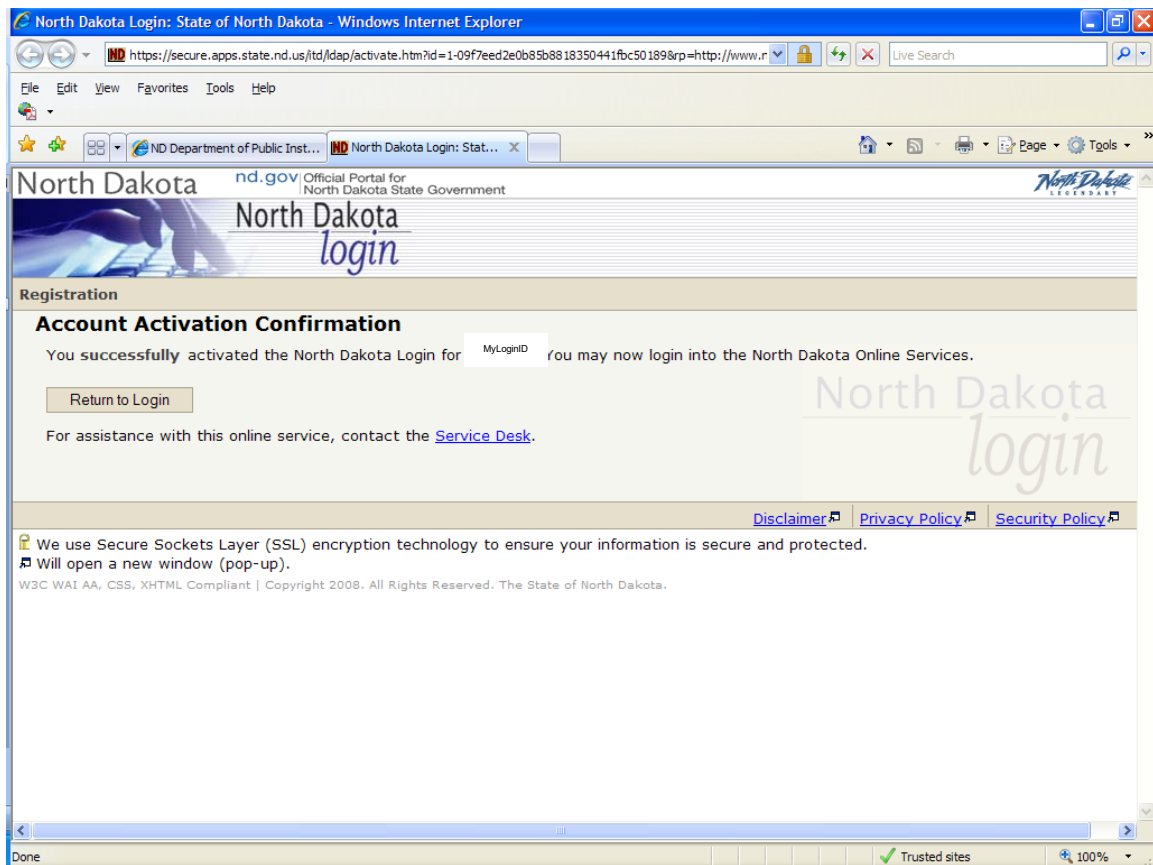 North Dakota Login: State of North Dakota - Windows Internet Explorer
https://secure.apps.state.nd.us/itd/ldap/activate.htm?id=1-09f7eed2e0b85b8818350441fbc50189&rp=http://www.r
Live Search
File Edit View Favorites Tools Help
ND Department of Public Inst... ND North Dakota Login: Stat... X
Page Tools »
North Dakota nd.gov Official Portal for
North Dakota State Government
North Dakota
LEGENDARY
North Dakota
login
Registration
Account Activation Confirmation
You successfully activated the North Dakota Login for MyLoginID You may now login into the North Dakota Online Services.
Return to Login
North Dakota
login
For assistance with this online service, contact the Service Desk.
Disclaimer Privacy Policy Security Policy
We use Secure Sockets Layer (SSL) encryption technology to ensure your information is secure and protected.
Will open a new window (pop-up).
W3C WAI AA, CSS, XHTML Compliant | Copyright 2008. All Rights Reserved. The State of North Dakota.
Done Trusted sites 100%